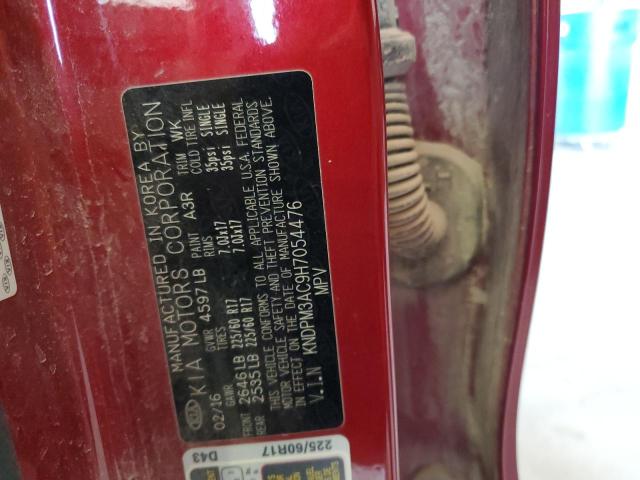 MANUFACTURED IN KOREA BY
KIA KIA MOTORS CORPORATION
02/16 GVWR 4597LB PAINT A3R TRIM WK
GAWR TIRES RIMS COLD TIRE INFL
FRONT 2646LB 225/60 R17 7.0Jx17 35psi SINGLE
REAR 2535LB 225/60 R17 7.0Jx17 35psi SINGLE
THIS VEHICLE CONFORMS TO ALL APPLICABLE U.S.A. FEDERAL
MOTOR VEHICLE SAFETY AND THEFT PREVENTION STANDARDS
IN EFFECT ON THE DATE OF MANUFACTURE SHOWN ABOVE.
V.I.N KNDPM3AC9H7054476
MPV
D43
225/60R17